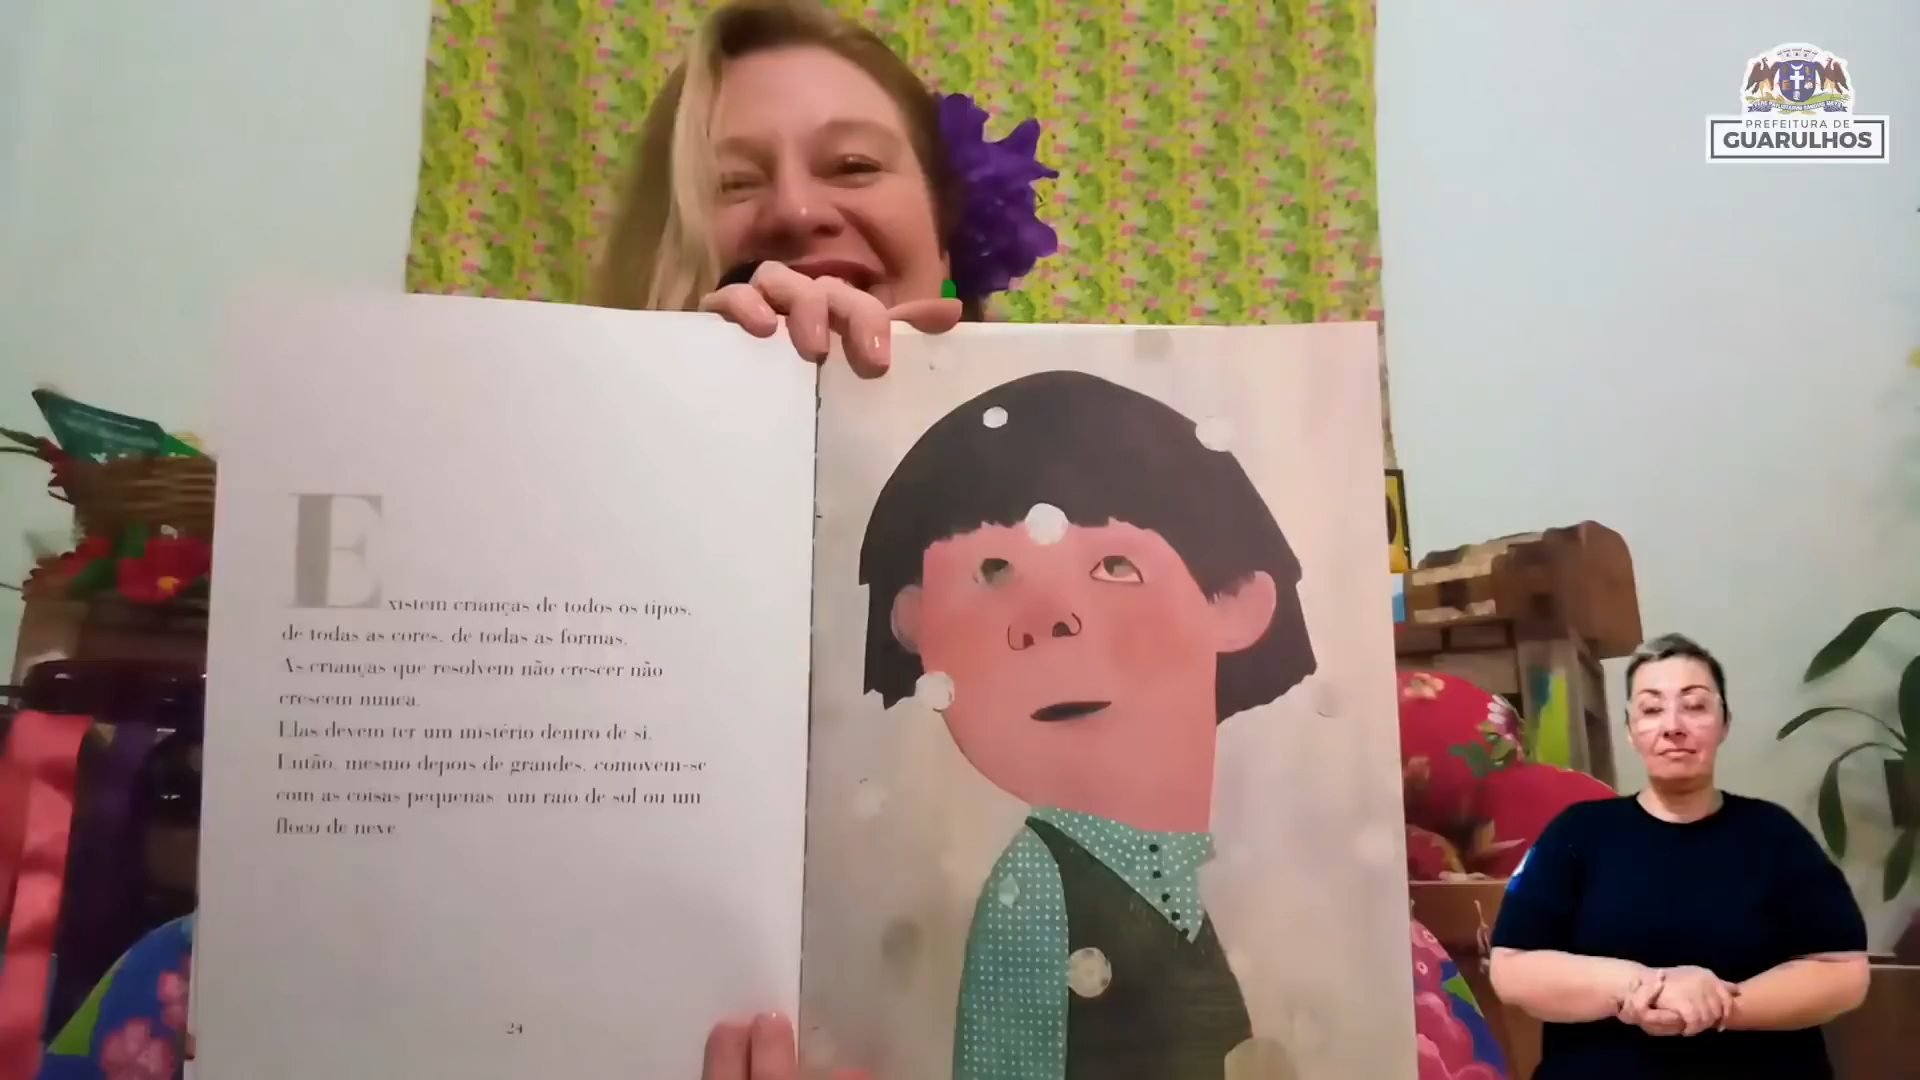 PREFEITURA DE
GUARULHOS
Existem crianças de todos os tipos,
de todas as cores, de todas as formas.
As crianças que resolvem não crescer não
crescem nunca.
Elas devem ter um mistério dentro de si.
Então, mesmo depois de grandes, comovem-se
com as coisas pequenas: um raio de sol ou um
floco de neve.
24